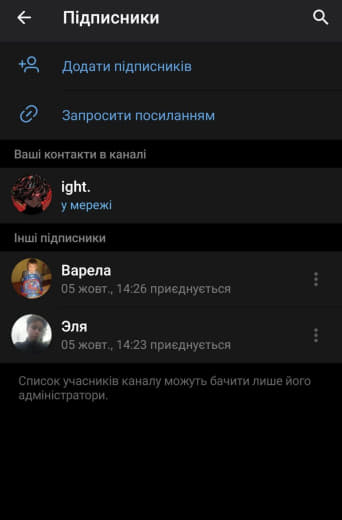 Підписники
Додати підписників
Запросити посиланням
Ваші контакти в каналі
ight.
у мережі
Інші підписники
Варела
05 жовт., 14:26 приєднується
Эля
05 жовт., 14:23 приєднується
Список учасників каналу можуть бачити лише його
адміністратори.